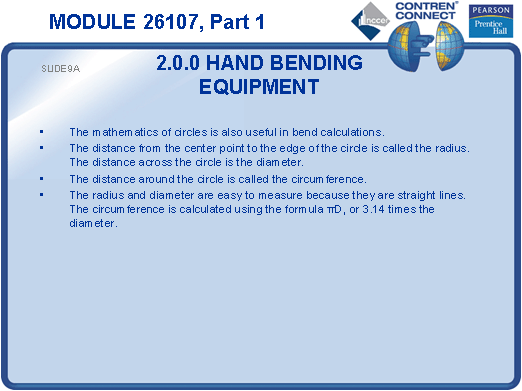 MODULE 26107, Part 1
nccer
CONTREN®
CONNECT
PEARSON
Prentice
Hall
SLIDE 9A
2.0.0 HAND BENDING
EQUIPMENT
• The mathematics of circles is also useful in bend calculations.
• The distance from the center point to the edge of the circle is called the radius.
The distance across the circle is the diameter.
• The distance around the circle is called the circumference.
• The radius and diameter are easy to measure because they are straight lines.
The circumference is calculated using the formula πD, or 3.14 times the
diameter.